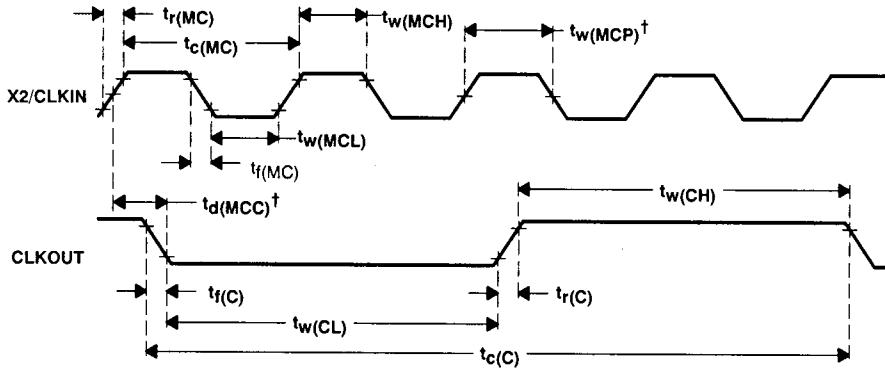 tr(MC)
tc(MC)
tw(MCH)
tw(MCP)†
X2/CLKIN
tw(MCL)
tf(MC)
td(MCC)†
tw(CH)
CLKOUT
tf(C)
tr(C)
tw(CL)
tc(C)